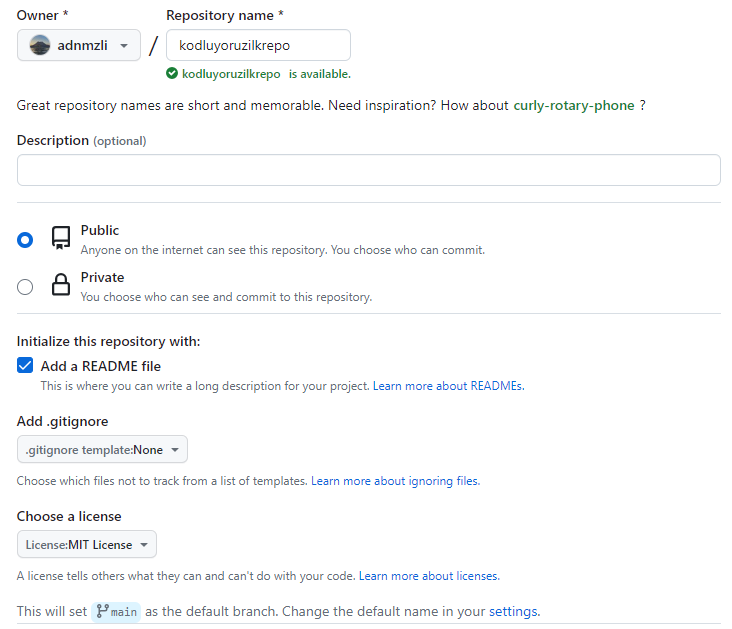 Owner * Repository name *
adnmzli / kodluyoruzilkrepo
kodluyoruzilkrepo is available.
Great repository names are short and memorable. Need inspiration? How about curly-rotary-phone ?
Description (optional)
Public
Anyone on the internet can see this repository. You choose who can commit.
Private
You choose who can see and commit to this repository.
Initialize this repository with:
Add a README file
This is where you can write a long description for your project. Learn more about READMEs.
Add .gitignore
.gitignore template:None
Choose which files not to track from a list of templates. Learn more about ignoring files.
Choose a license
License:MIT License
A license tells others what they can and can't do with your code. Learn more about licenses.
This will set main as the default branch. Change the default name in your settings.